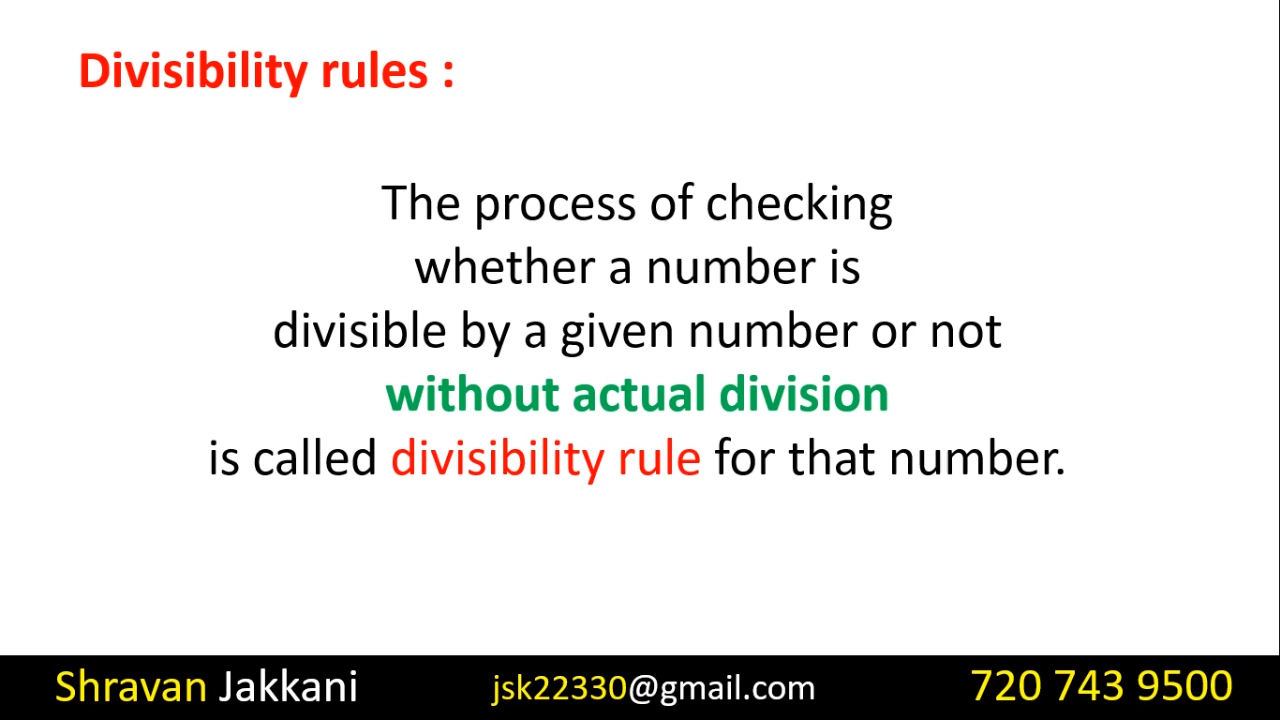 Divisibility rules :
The process of checking
whether a number is
divisible by a given number or not
without actual division
is called divisibility rule for that number.
Shravan Jakkani jsk22330@gmail.com 720 743 9500